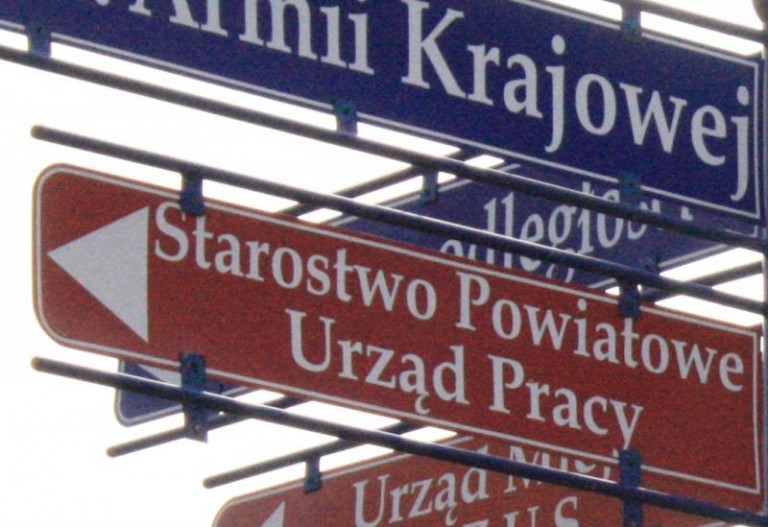 Armii Krajowej
Starostwo Powiatowe
Urząd Pracy
Urząd